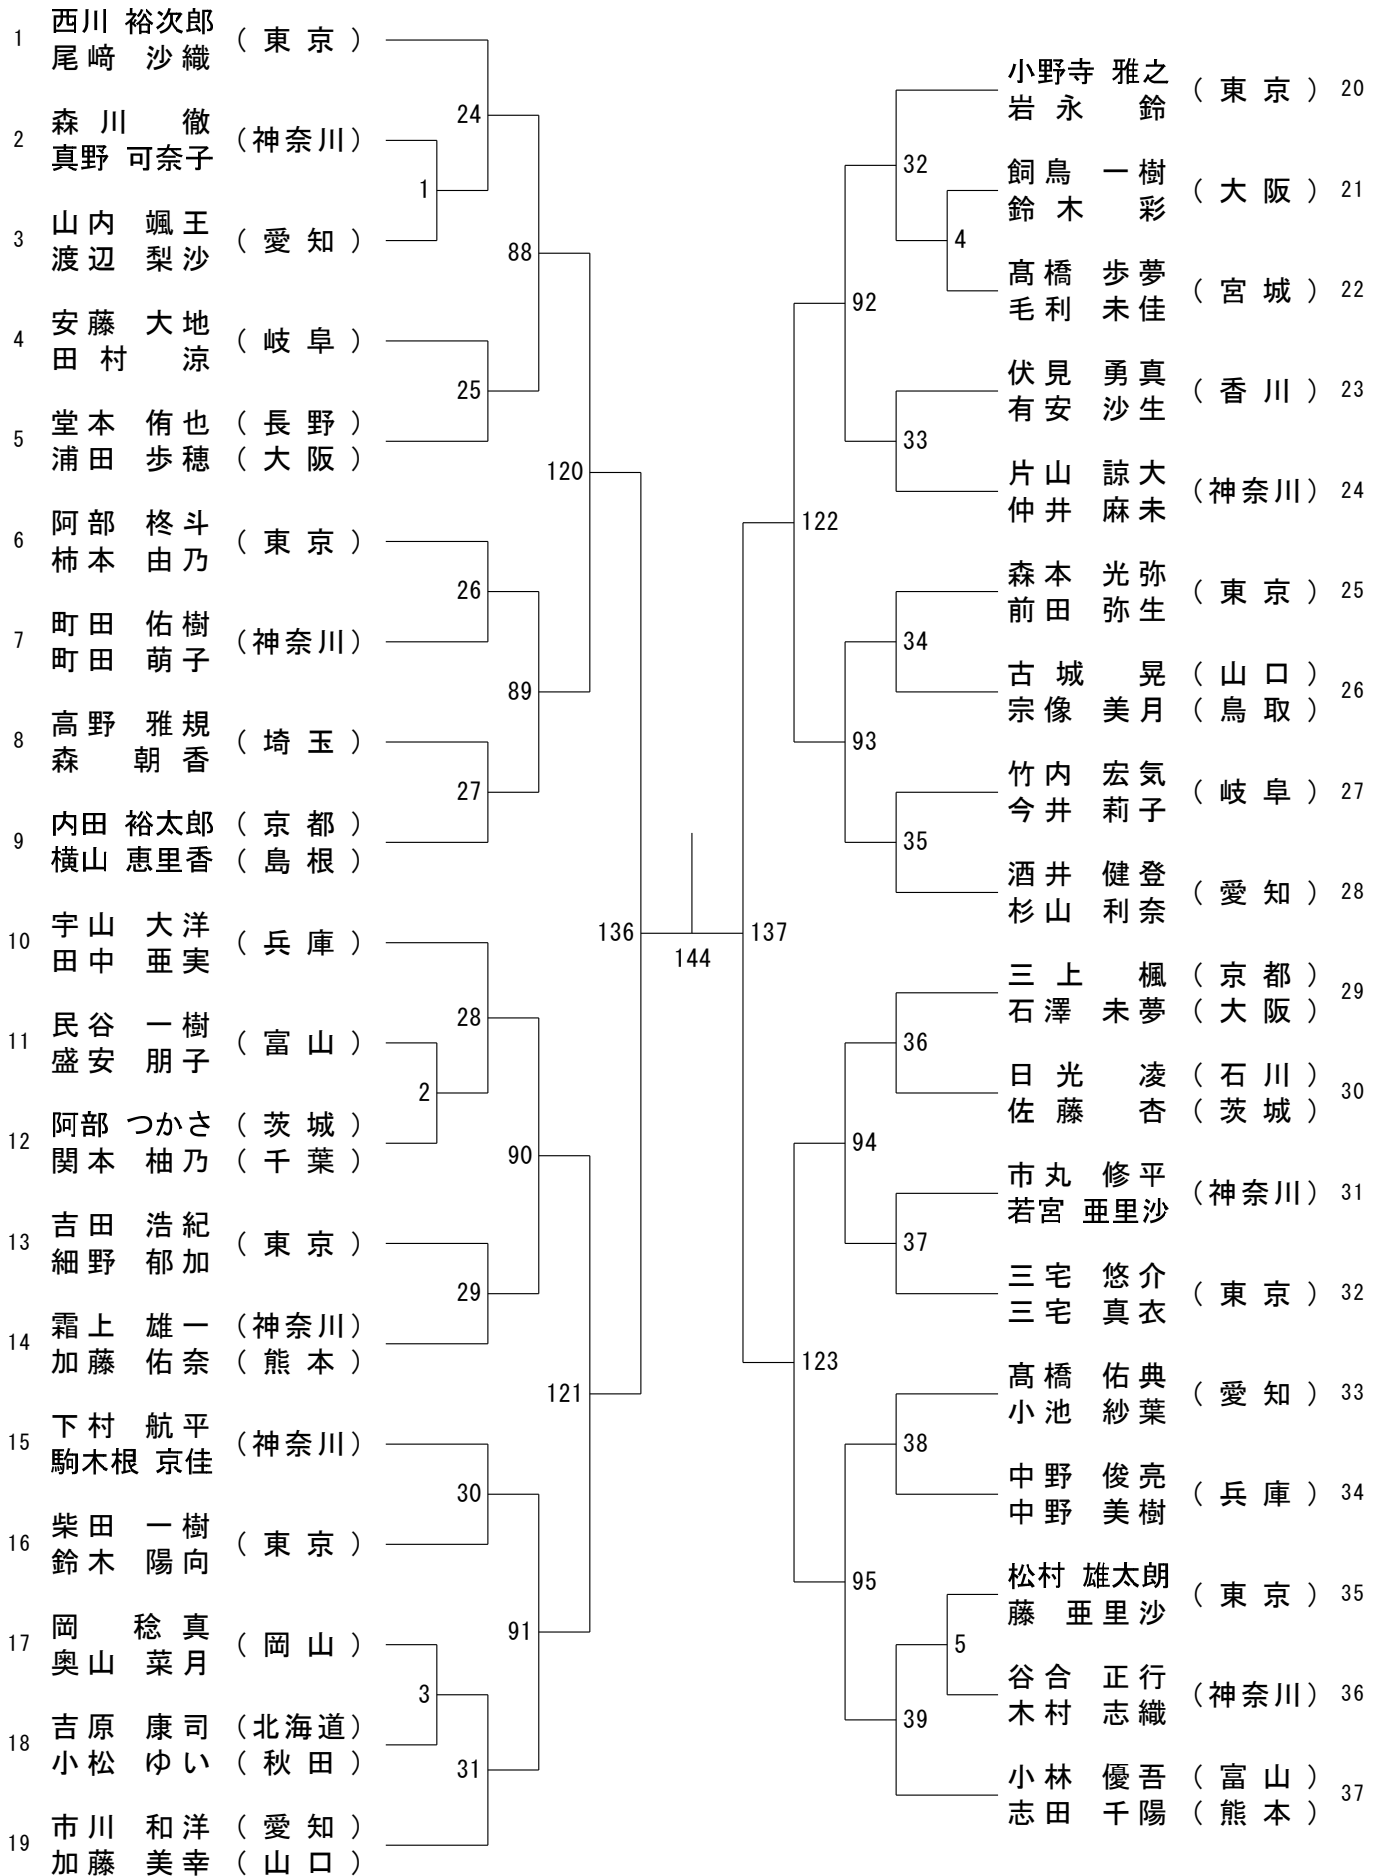 1 西川 裕次郎 (東京)
尾﨑 沙織
2 森川 徹 (神奈川)
真野 可奈子
3 山内 颯王 (愛知)
渡辺 梨沙
4 安藤 大地 (岐阜)
田村 涼
5 堂本 侑也 (長野)
浦田 歩穂 (大阪)
6 阿部 柊斗 (東京)
柿本 由乃
7 町田 佑樹 (神奈川)
町田 萌子
8 高野 雅規 (埼玉)
森 朝香
9 内田 裕太郎 (京都)
横山 恵里香 (島根)
10 宇山 大洋 (兵庫)
田中 亜実
11 民谷 一樹 (富山)
盛安 朋子
12 阿部 つかさ (茨城)
関本 柚乃 (千葉)
13 吉田 浩紀 (東京)
細野 郁加
14 霜上 雄一 (神奈川)
加藤 佑奈 (熊本)
15 下村 航平 (神奈川)
駒木根 京佳
16 柴田 一樹 (東京)
鈴木 陽向
17 岡 稔真 (岡山)
奥山 菜月
18 吉原 康司 (北海道)
小松 ゆい (秋田)
19 市川 和洋 (愛知)
加藤 美幸 (山口)
1
2
3
24
25
26
27
28
29
30
31
88
89
90
91
120
121
136
144
137
122
123
92
93
94
95
32
33
34
35
36
37
38
39
4
5
小野寺 雅之 (東京) 20
岩永 鈴
飼鳥 一樹 (大阪) 21
鈴木 彩
髙橋 歩夢 (宮城) 22
毛利 未佳
伏見 勇真 (香川) 23
有安 沙生
片山 諒大 (神奈川) 24
仲井 麻未
森本 光弥 (東京) 25
前田 弥生
古城 晃 (山口) 26
宗像 美月 (鳥取)
竹内 宏気 (岐阜) 27
今井 莉子
酒井 健登 (愛知) 28
杉山 利奈
三上 楓 (京都) 29
石澤 未夢 (大阪)
日光 凌 (石川) 30
佐藤 杏 (茨城)
市丸 修平 (神奈川) 31
若宮 亜里沙
三宅 悠介 (東京) 32
三宅 真衣
髙橋 佑典 (愛知) 33
小池 紗葉
中野 俊亮 (兵庫) 34
中野 美樹
松村 雄太朗 (東京) 35
藤 亜里沙
谷合 正行 (神奈川) 36
木村 志織
小林 優吾 (富山) 37
志田 千陽 (熊本)